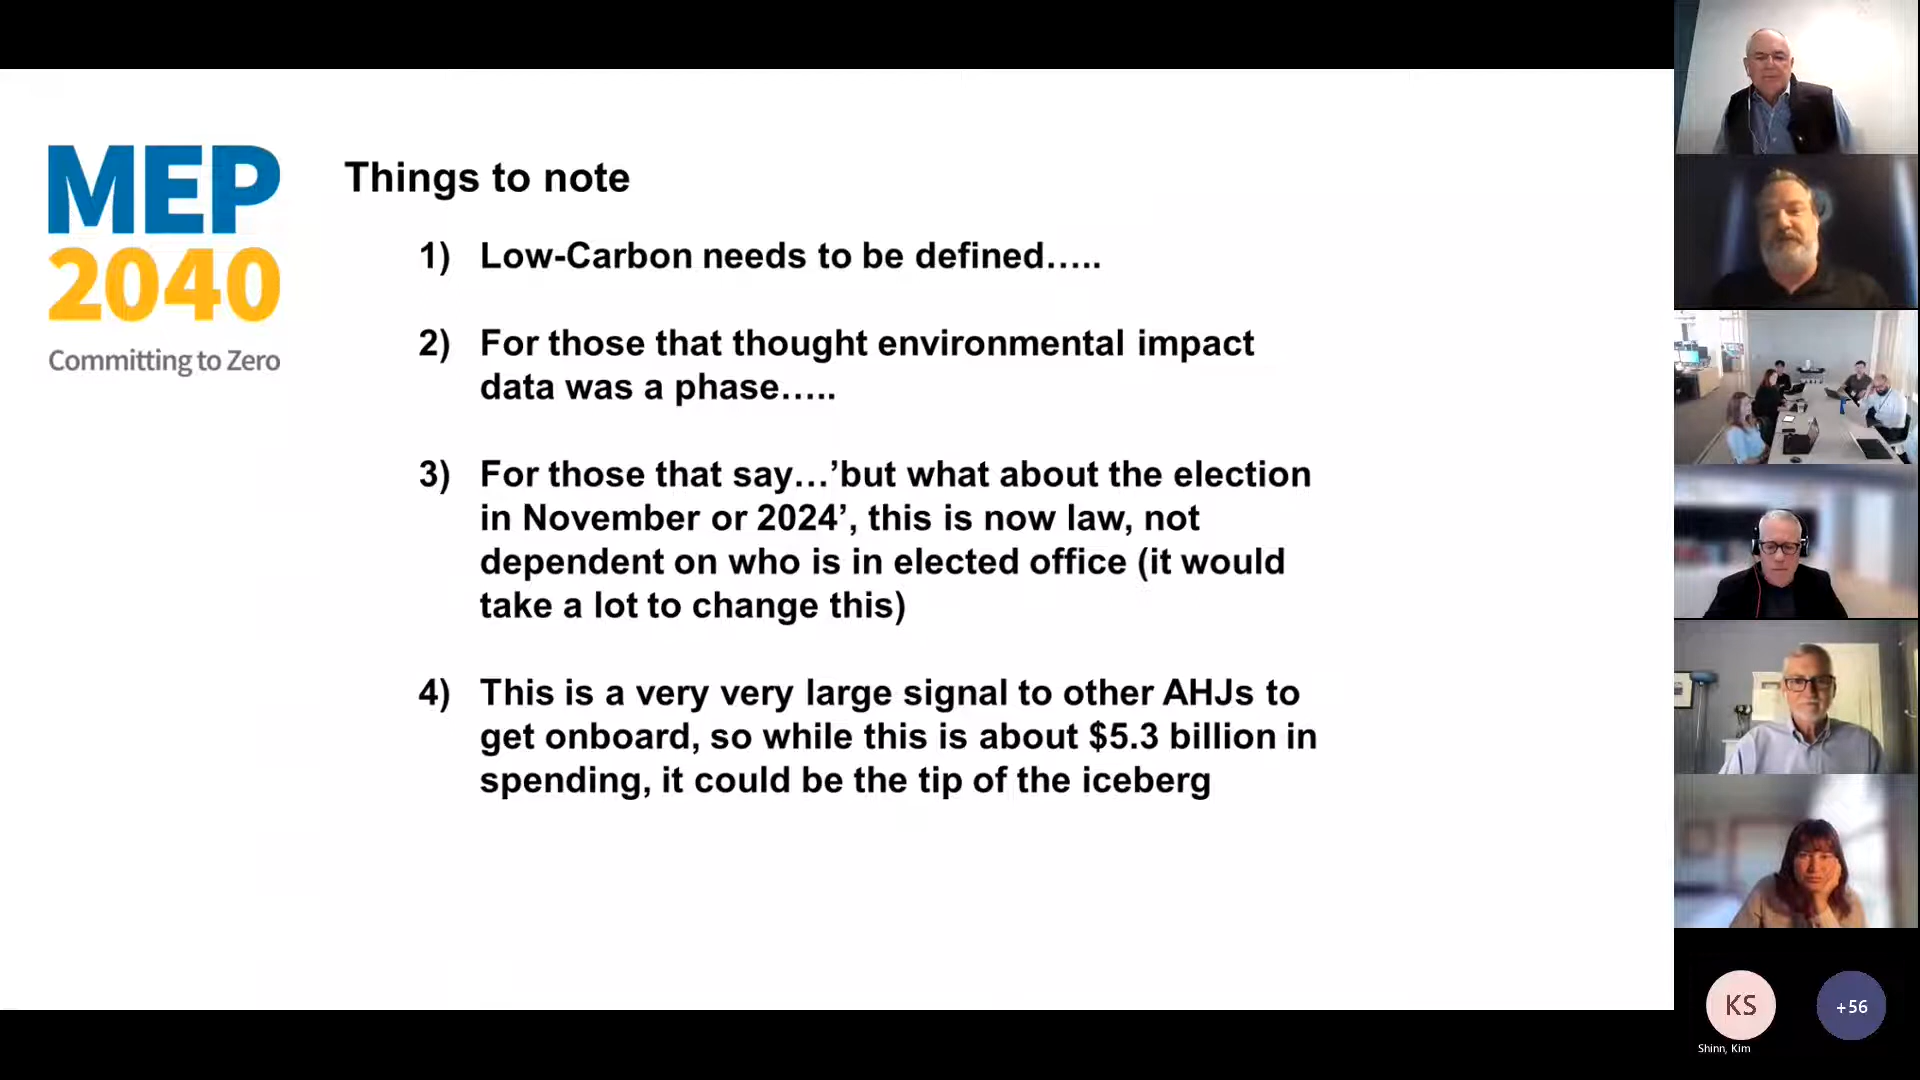 MEP
2040
Committing to Zero
Things to note
1) Low-Carbon needs to be defined…..
2) For those that thought environmental impact
data was a phase…..
3) For those that say…’but what about the election
in November or 2024’, this is now law, not
dependent on who is in elected office (it would
take a lot to change this)
4) This is a very very large signal to other AHJs to
get onboard, so while this is about $5.3 billion in
spending, it could be the tip of the iceberg
KS
+56
Shinn, Kim